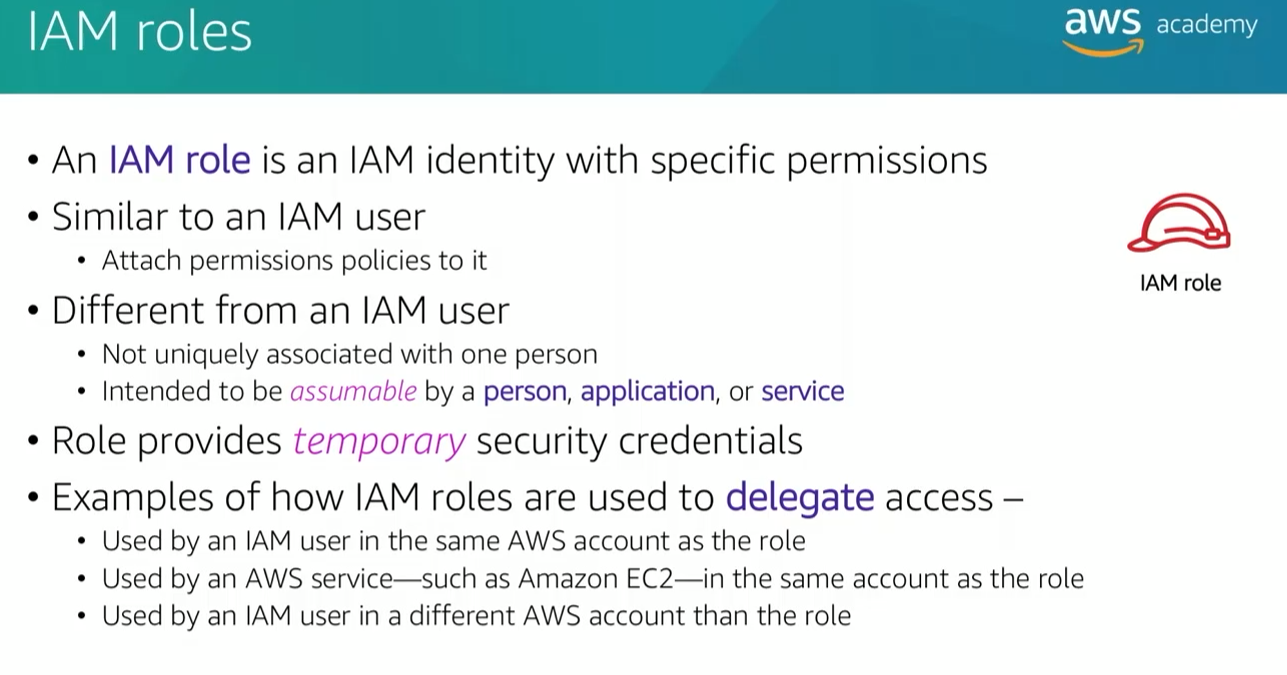 IAM roles
aws academy
• An IAM role is an IAM identity with specific permissions
• Similar to an IAM user
• Attach permissions policies to it
IAM role
• Different from an IAM user
• Not uniquely associated with one person
• Intended to be assumable by a person, application, or service
• Role provides temporary security credentials
• Examples of how IAM roles are used to delegate access –
• Used by an IAM user in the same AWS account as the role
• Used by an AWS service—such as Amazon EC2—in the same account as the role
• Used by an IAM user in a different AWS account than the role